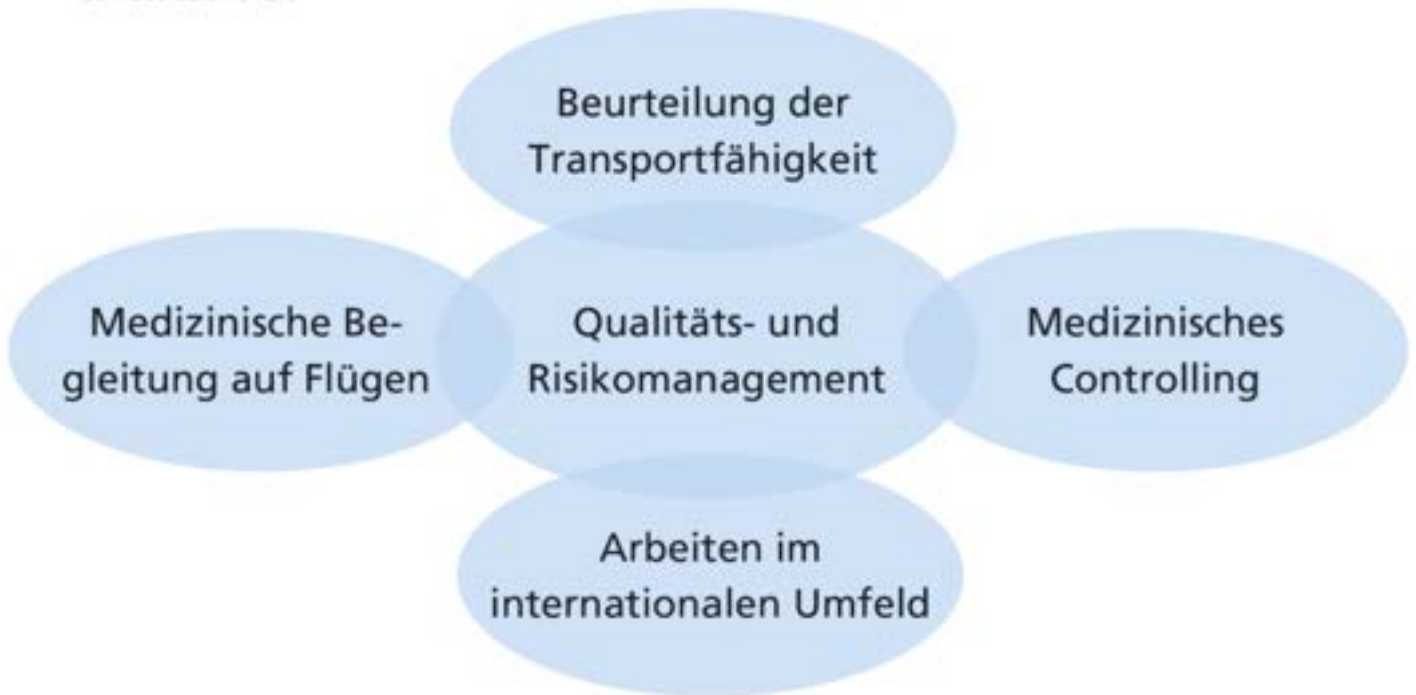 Beurteilung der
Transportfähigkeit
Medizinische Be-
gleitung auf Flügen
Qualitäts- und
Risikomanagement
Medizinisches
Controlling
Arbeiten im
internationalen Umfeld